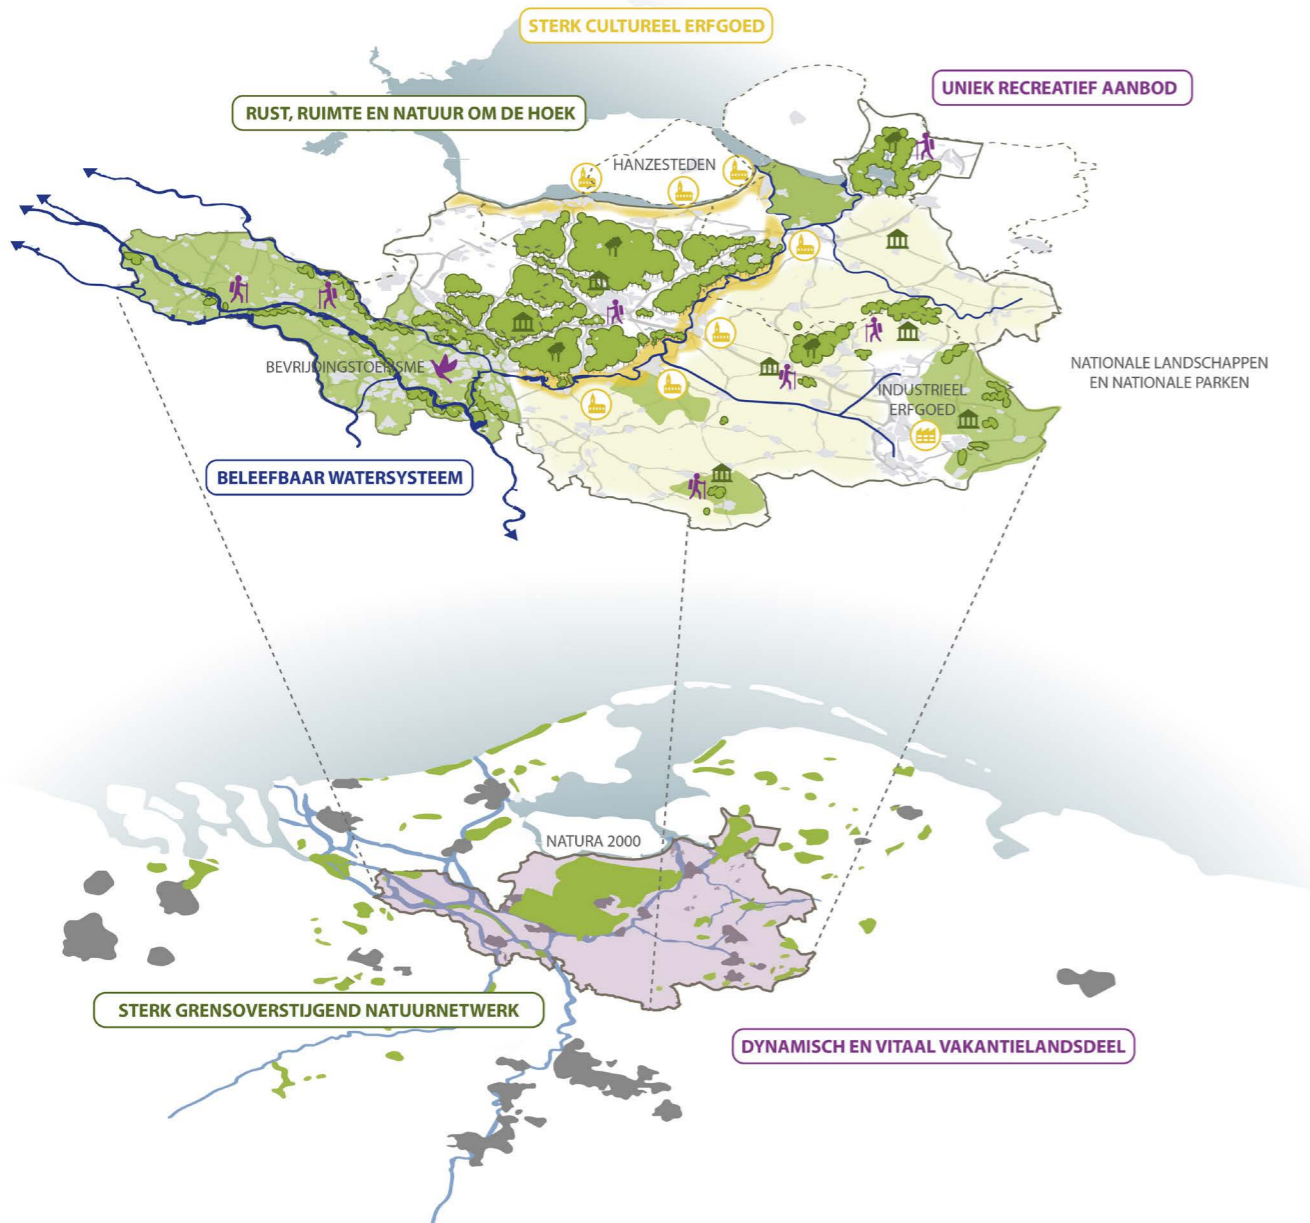 STERK CULTUREEL ERFGOED
UNIEK RECREATIEF AANBOD
RUST, RUIMTE EN NATUUR OM DE HOEK
HANZESTEDEN
BEVRIJDINGSTOERISME
NATIONALE LANDSCHAPPEN
EN NATIONALE PARKEN
INDUSTRIEEL
ERFGOED
BELEEFBAAR WATERSYSTEEM
NATURA 2000
STERK GRENSOVERSTIJGEND NATUURNETWERK
DYNAMISCH EN VITAAL VAKANTIELANDSDEEL